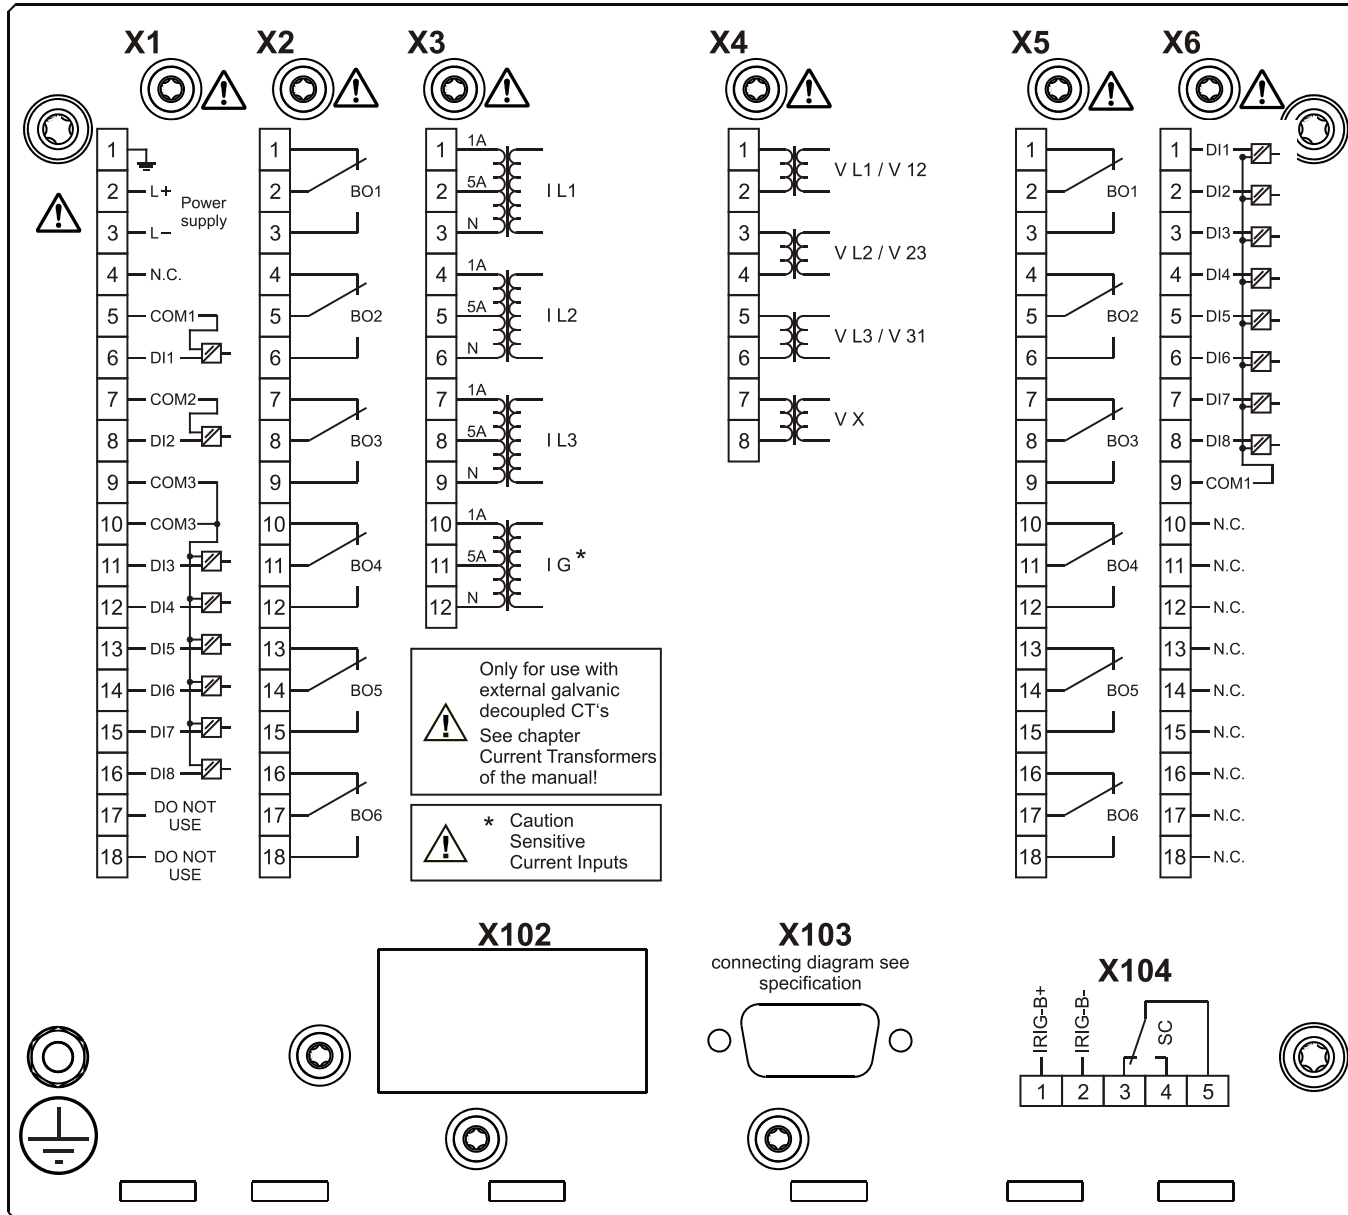 X1
X2
X3
X4
X5
X6
1
2 L+
3 L–
Power
supply
4 N.C.
5 COM1
6 DI1
7 COM2
8 DI2
9 COM3
10 COM3
11 DI3
12 DI4
13 DI5
14 DI6
15 DI7
16 DI8
17 DO NOT
USE
18 DO NOT
USE
1
2 BO1
3
4
5 BO2
6
7
8 BO3
9
10
11 BO4
12
13
14 BO5
15
16
17 BO6
18
1 1A
2 5A I L1
3 N
4 1A
5 5A I L2
6 N
7 1A
8 5A I L3
9 N
10 1A
11 5A I G *
12 N
Only for use with
external galvanic
decoupled CT‘s
See chapter
Current Transformers
of the manual!
* Caution
Sensitive
Current Inputs
1
V L1 / V 12
2
3
V L2 / V 23
4
5
V L3 / V 31
6
7
V X
8
1
2 BO1
3
4
5 BO2
6
7
8 BO3
9
10
11 BO4
12
13
14 BO5
15
16
17 BO6
18
1 DI1
2 DI2
3 DI3
4 DI4
5 DI5
6 DI6
7 DI7
8 DI8
9 COM1
10 N.C.
11 N.C.
12 N.C.
13 N.C.
14 N.C.
15 N.C.
16 N.C.
17 N.C.
18 N.C.
X102
X103
connecting diagram see
specification
X104
IRIG-B+
IRIG-B-
SC
1 2 3 4 5